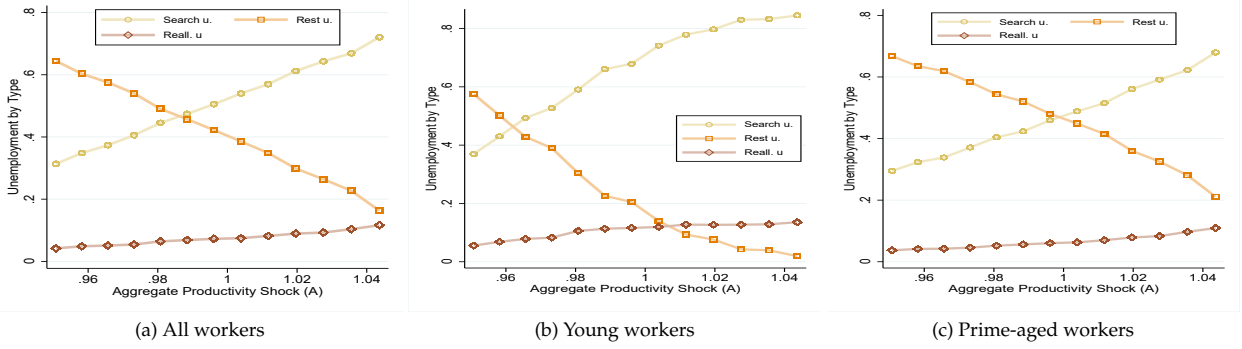 Search u. Rest u.
Reall. u
Unemployment by Type
.8
.6
.4
.2
0
.96 .98 1 1.02 1.04
Aggregate Productivity Shock (A)
(a) All workers
Search u.
Rest u.
Reall. u
Unemployment by Type
.8
.6
.4
.2
0
.96 .98 1 1.02 1.04
Aggregate Productivity Shock (A)
(b) Young workers
Search u. Rest u.
Reall. u
Unemployment by Type
.8
.6
.4
.2
0
.96 .98 1 1.02 1.04
Aggregate Productivity Shock (A)
(c) Prime-aged workers